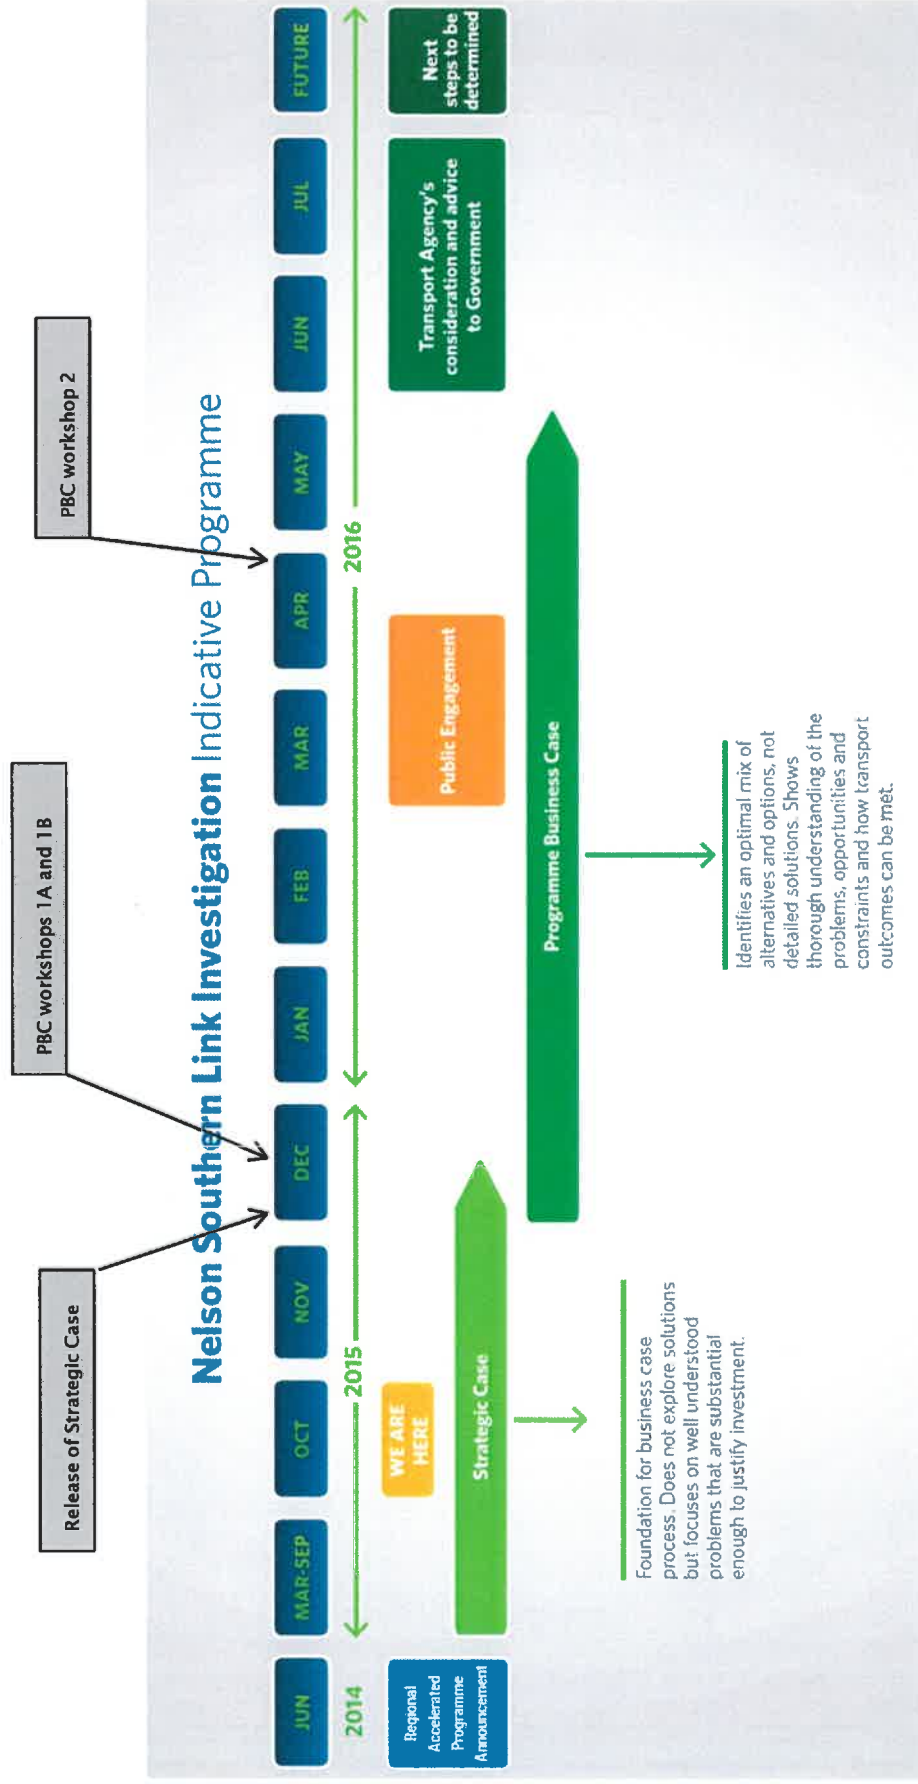 Release of Strategic Case
PBC workshops 1A and 1B
PBC workshop 2
Nelson Southern Link Investigation Indicative Programme
JUN
MAR-SEP
OCT
NOV
DEC
JAN
FEB
MAR
APR
MAY
JUN
JUL
FUTURE
2014
2015
2016
Regional
Accelerated
Programme
Announcement
WE ARE
HERE
Public Engagement
Transport Agency's
consideration and advice
to Government
Next
steps to be
determined
Strategic Case
Programme Business Case
Foundation for business case
process. Does not explore solutions
but focuses on well understood
problems that are substantial
enough to justify investment.
Identifies an optimal mix of
alternatives and options, not
detailed solutions. Shows
thorough understanding of the
problems, opportunities and
constraints and how transport
outcomes can be met.